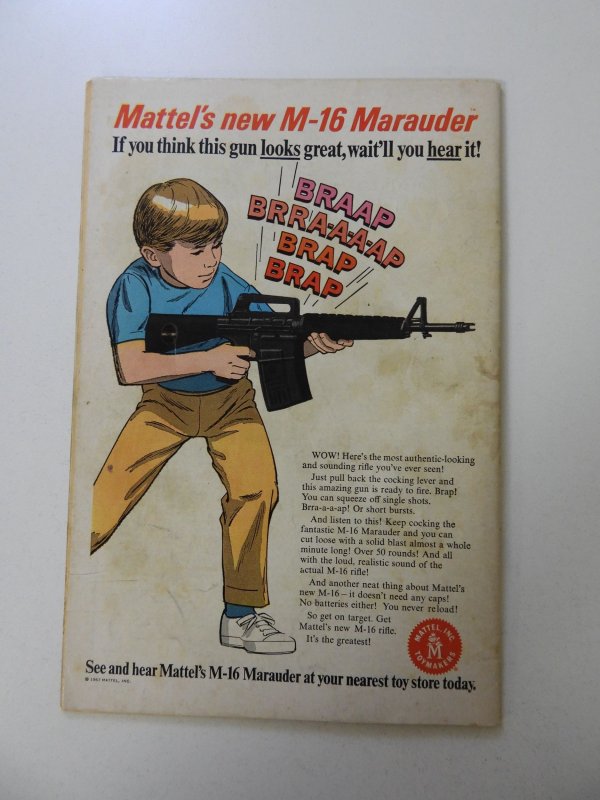 Mattel's new M-16 Marauder™
If you think this gun looks great, wait'll you hear it!
BRAAP
BRRA-A-A-AP
BRAP
BRAP
WOW! Here's the most authentic-looking
and sounding rifle you've ever seen!
Just pull back the cocking lever and
this amazing gun is ready to fire. Brap!
You can squeeze off single shots.
Brra-a-a-ap! Or short bursts.
And listen to this! Keep cocking the
fantastic M-16 Marauder and you can
cut loose with a solid blast almost a whole
minute long! Over 50 rounds! And all
with the loud, realistic sound of the
actual M-16 rifle!
And another neat thing about Mattel's
new M-16 – it doesn't need any caps!
No batteries either! You never reload!
So get on target. Get
Mattel's new M-16 rifle.
It's the greatest!
MATTEL, INC.
M
TOYMAKERS
See and hear Mattel's M-16 Marauder at your nearest toy store today.
© 1967 MATTEL, INC.